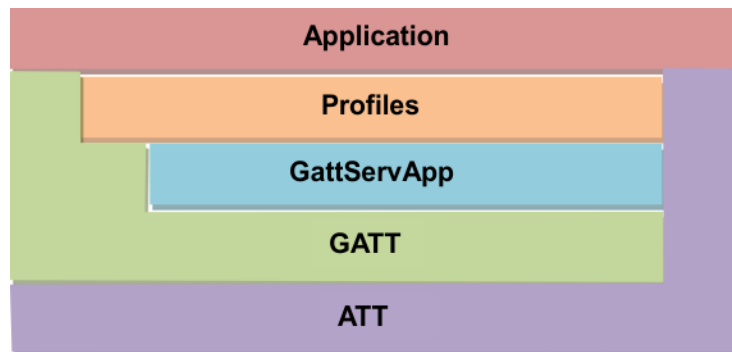 Application
Profiles
GattServApp
GATT
ATT